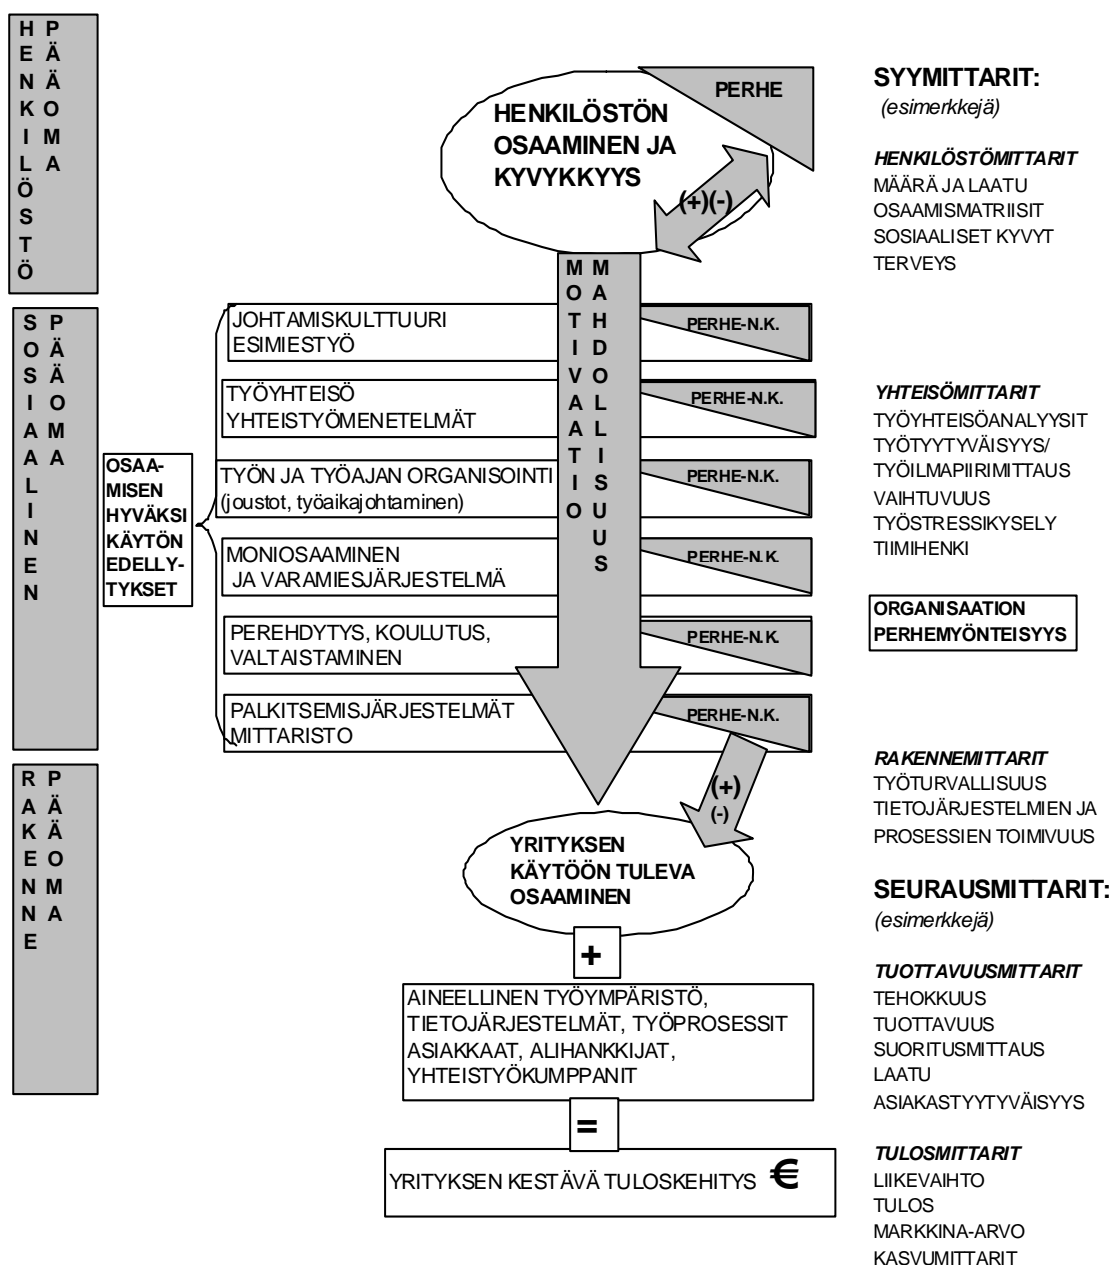 HENKILÖSTÖ
PÄÄOMA
HENKILÖSTÖN
OSAAMINEN JA
KYVYKKYYS
PERHE
(+)(-)
SOSIAALINEN
PÄÄOMA
OSAA-
MISEN
HYVÄKSI
KÄYTÖN
EDELLY-
TYKSET
MOTIVAATIO
MAHDOLLISUUS
JOHTAMISKULTTUURI
ESIMIESTYÖ
PERHE-N.K.
TYÖYHTEISÖ
YHTEISTYÖMENETELMÄT
PERHE-N.K.
TYÖN JA TYÖAJAN ORGANISOINTI
(joustot, työaikajohtaminen)
PERHE-N.K.
MONIOSAAMINEN
JA VARAMIESJÄRJESTELMÄ
PERHE-N.K.
PEREHDYTYS, KOULUTUS,
VALTAISTAMINEN
PERHE-N.K.
PALKITSEMISJÄRJESTELMÄT
MITTARISTO
PERHE-N.K.
RAKENNE
PÄÄOMA
(+)
(-)
YRITYKSEN
KÄYTÖÖN TULEVA
OSAAMINEN
+
AINEELLINEN TYÖYMPÄRISTÖ,
TIETOJÄRJESTELMÄT, TYÖPROSESSIT
ASIAKKAAT, ALIHANKKIJAT,
YHTEISTYÖKUMPPANIT
=
YRITYKSEN KESTÄVÄ TULOSKEHITYS €
SYYMITTARIT:
(esimerkkejä)
HENKILÖSTÖMITTARIT
MÄÄRÄ JA LAATU
OSAAMISMATRIISIT
SOSIAALISET KYVYT
TERVEYS
YHTEISÖMITTARIT
TYÖYHTEISÖANALYYSIT
TYÖTYYTYVÄISYYS/
TYÖILMAPIIRIMITTAUS
VAIHTUVUUS
TYÖSTRESSIKYSELY
TIIMIHENKI
ORGANISAATION
PERHEMYÖNTEISYYS
RAKENNEMITTARIT
TYÖTURVALLISUUS
TIETOJÄRJESTELMIEN JA
PROSESSIEN TOIMIVUUS
SEURAUSMITTARIT:
(esimerkkejä)
TUOTTAVUUSMITTARIT
TEHOKKUUS
TUOTTAVUUS
SUORITUSMITTAUS
LAATU
ASIAKASTYYTYVÄISYYS
TULOSMITTARIT
LIIKEVAIHTO
TULOS
MARKKINA-ARVO
KASVUMITTARIT